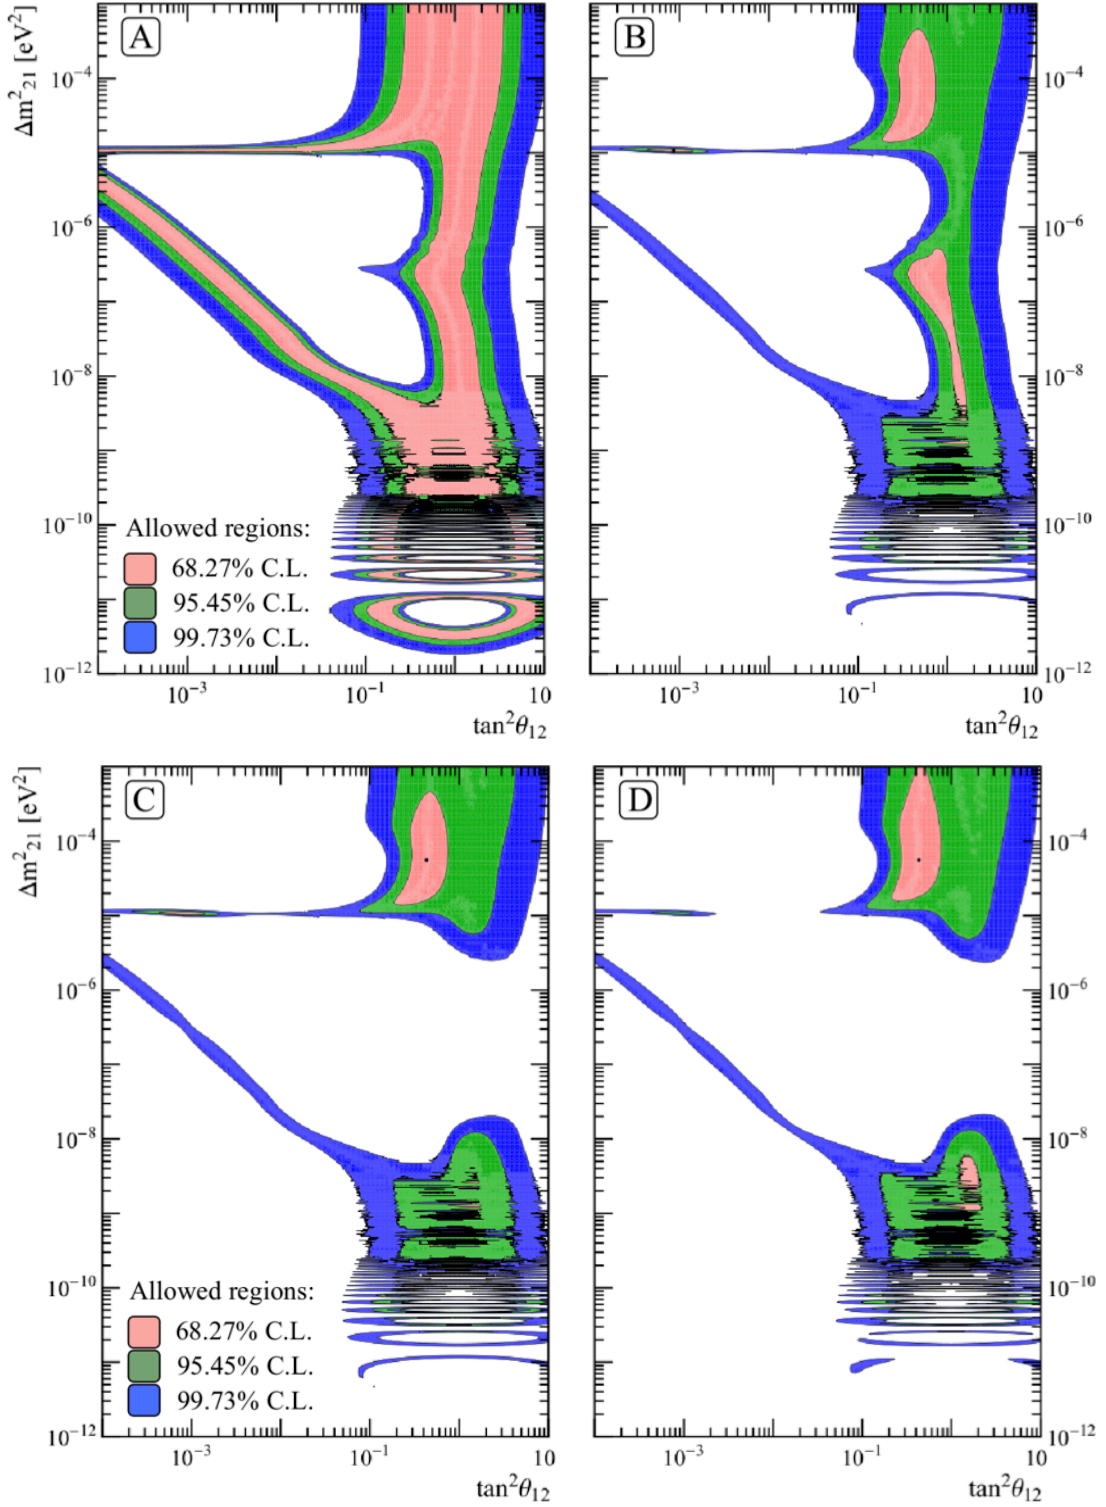 A
B
Δm²₂₁ [eV²]
10⁻⁴
10⁻⁶
10⁻⁸
10⁻¹⁰
10⁻¹²
10⁻⁶
10⁻⁸
10⁻¹⁰
10⁻¹²
Allowed regions:
68.27% C.L.
95.45% C.L.
99.73% C.L.
10⁻³
10⁻¹
10
tan²θ₁₂
10⁻³
10⁻¹
10
tan²θ₁₂
C
D
Δm²₂₁ [eV²]
10⁻⁴
10⁻⁶
10⁻⁸
10⁻¹⁰
10⁻¹²
10⁻⁴
10⁻⁶
10⁻⁸
10⁻¹⁰
10⁻¹²
Allowed regions:
68.27% C.L.
95.45% C.L.
99.73% C.L.
10⁻³
10⁻¹
10
tan²θ₁₂
10⁻³
10⁻¹
10
tan²θ₁₂